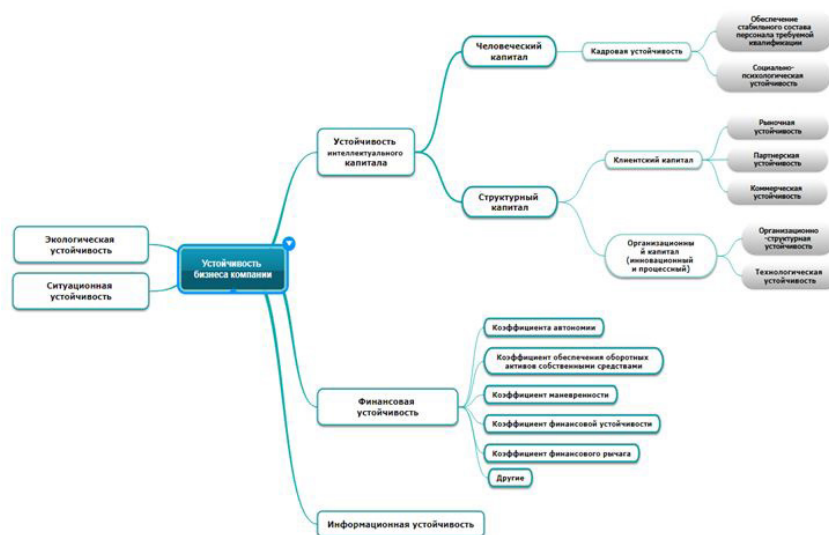 Устойчивость
бизнеса компании
Экологическая
устойчивость
Ситуационная
устойчивость
Устойчивость
интеллектуального
капитала
Человеческий
капитал
Кадровая устойчивость
Обеспечение
стабильного состава
персонала требуемой
квалификации
Социально-
психологическая
устойчивость
Структурный
капитал
Клиентский капитал
Рыночная
устойчивость
Партнерская
устойчивость
Коммерческая
устойчивость
Организационны
й капитал
(инновационный
и процессный)
Организационно
-структурная
устойчивость
Технологическая
устойчивость
Финансовая
устойчивость
Коэффициента автономии
Коэффициент обеспечения оборотных
активов собственными средствами
Коэффициент маневренности
Коэффициент финансовой устойчивости
Коэффициент финансового рычага
Другие
Информационная устойчивость